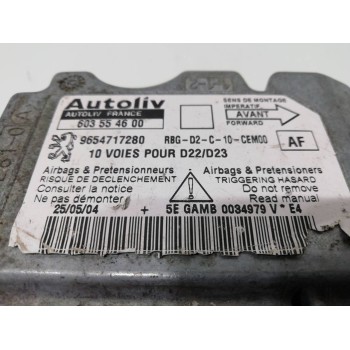 Autoliv
AUTOLIV FRANCE
603 55 46 00
SENS DE MONTAGE
IMPERATIF
AVANT
FORWARD
9654717280 RBG-D2-C-10-CEM00
AF
10 VOIES POUR D22/D23
Airbags & Pretensionneurs
RISQUE DE DECLENCHEMENT
Consulter la notice
Ne pas démonter
Airbags & Pretensioners
TRIGGERING HAZARD
Do not remove
Read manual
25/05/04 + 5E GAMB 0034979 V * E4